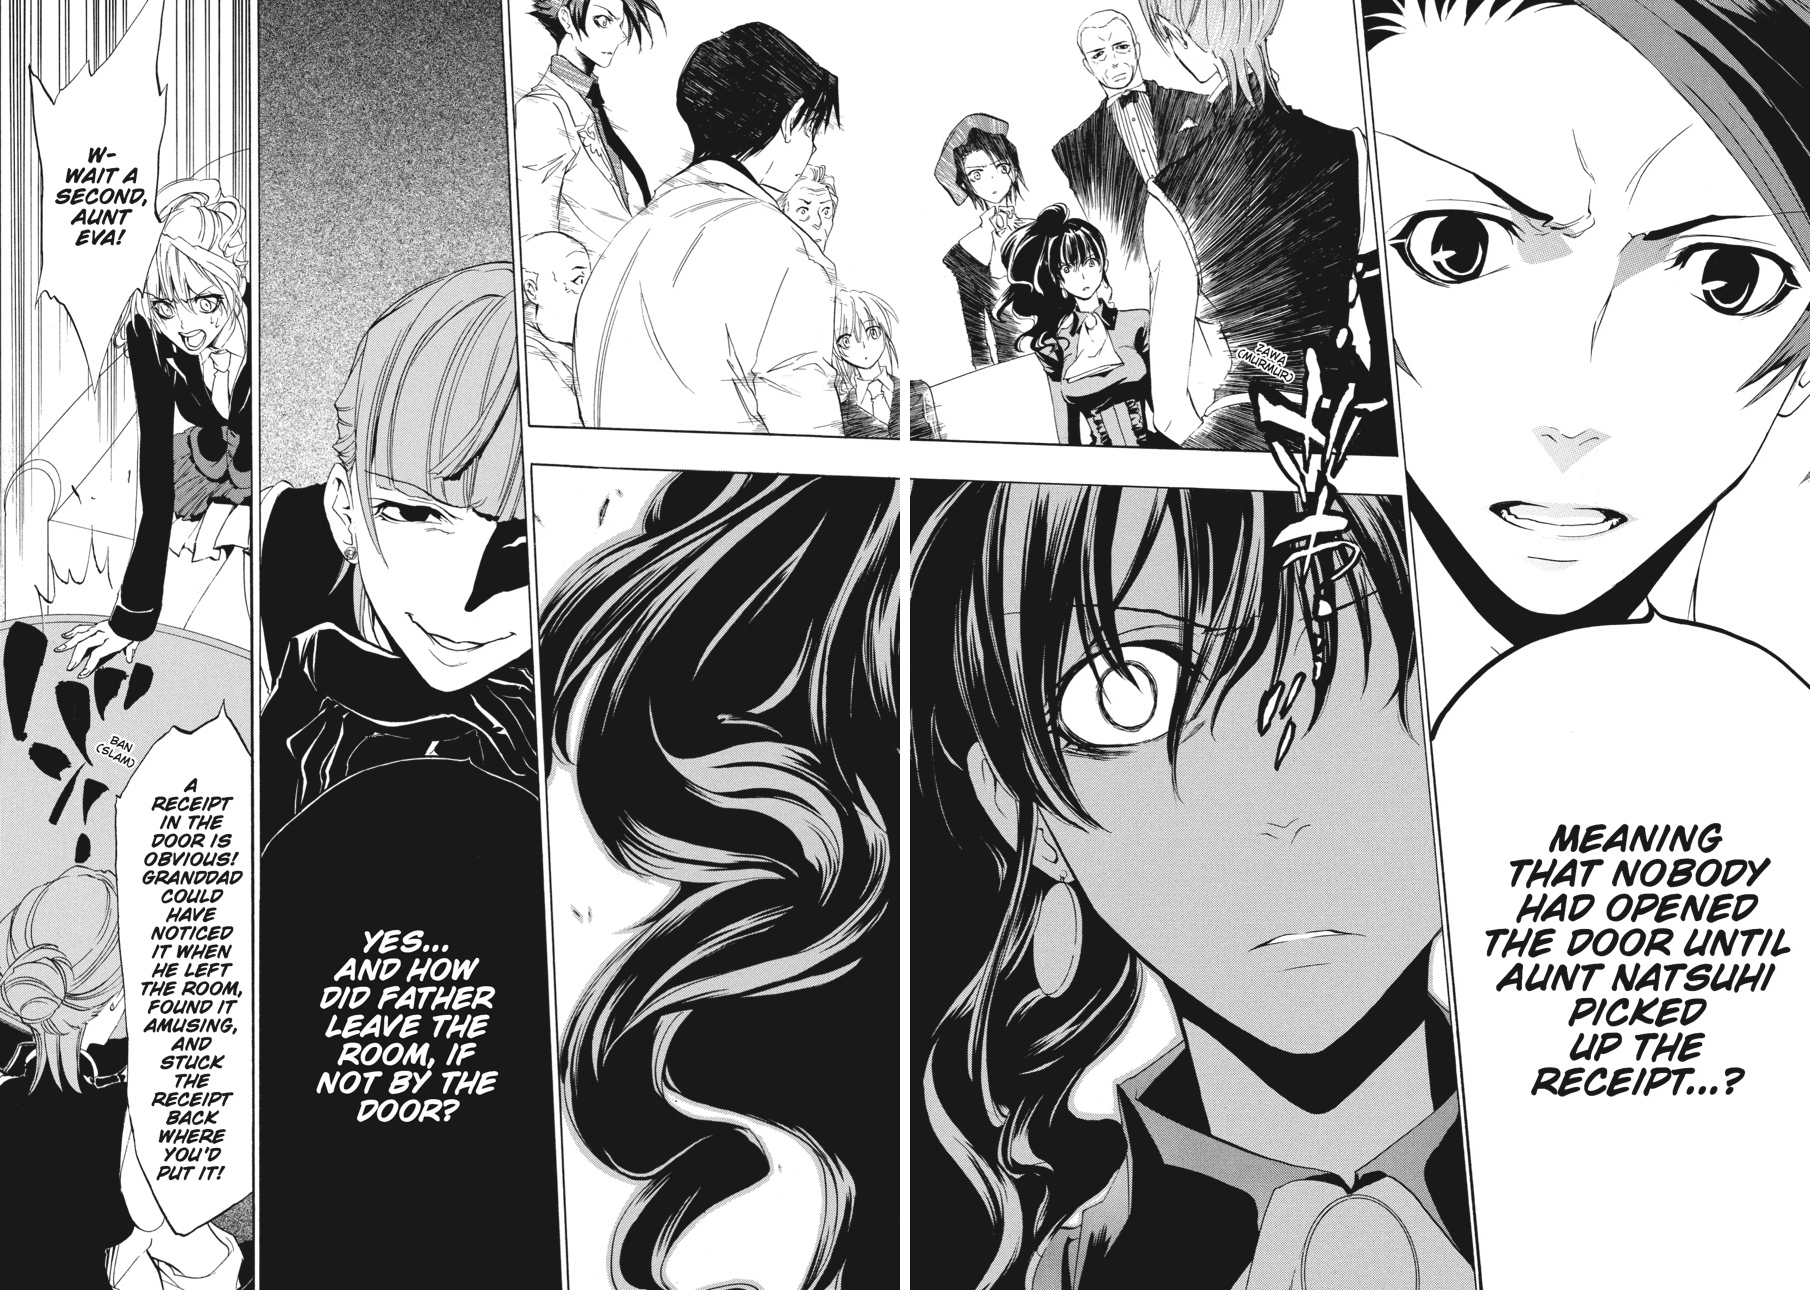 MEANING
THAT NOBODY
HAD OPENED
THE DOOR UNTIL
AUNT NATSUHI
PICKED
UP THE
RECEIPT...?
ザわ
ZAWA
(MURMUR)
YES...
AND HOW
DID FATHER
LEAVE THE
ROOM, IF
NOT BY THE
DOOR?
W-
WAIT A
SECOND,
AUNT
EVA!
BAN
(SLAM)
A
RECEIPT
IN THE
DOOR IS
OBVIOUS!
GRANDDAD
COULD
HAVE
NOTICED
IT WHEN
HE LEFT
THE ROOM,
FOUND IT
AMUSING,
AND
STUCK
THE
RECEIPT
BACK
WHERE
YOU'D
PUT IT!